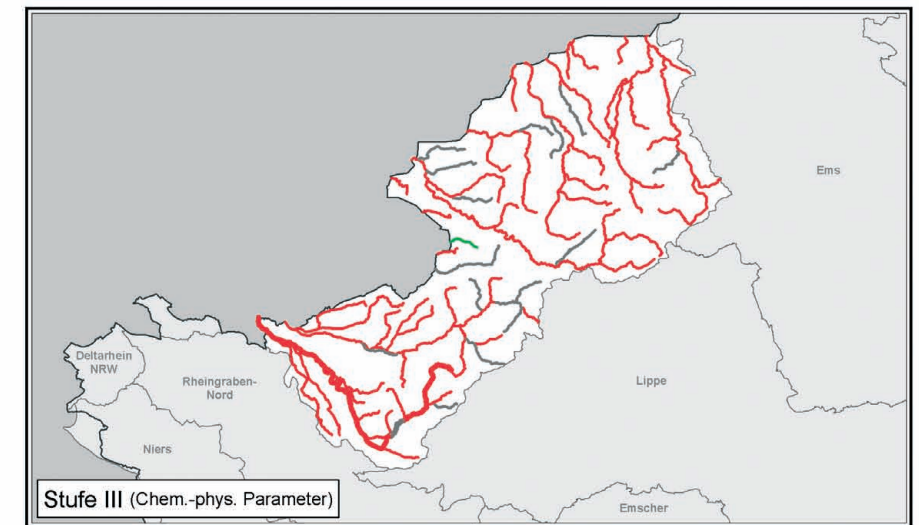 Ems
Deltarhein
NRW
Rheingraben-
Nord
Lippe
Niers
Stufe III (Chem.-phys. Parameter)
Emscher